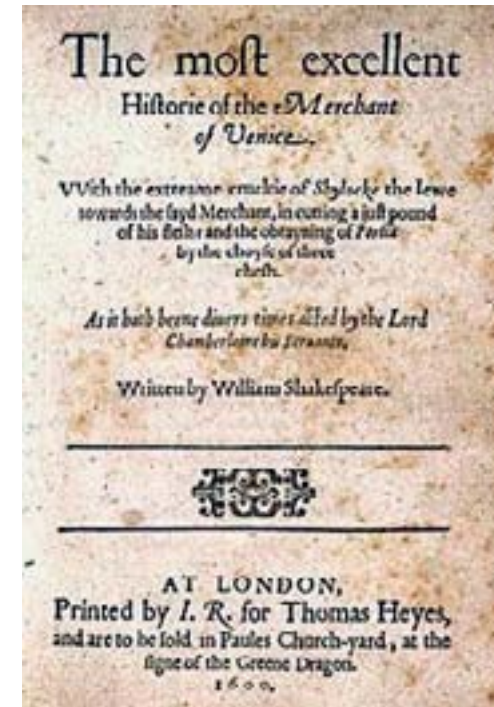 The moſt excellent
Hiſtorie of the Merchant
of Venice.
VVith the extreame crueltie of Shylocke the Iewe
towards the ſayd Merchant, in cutting a iuſt pound
of his fleſh: and the obtayning of Portia
by the choyſe of three
cheſts.
As it hath beene diuers times acted by the Lord
Chamberlaine his Seruants.
Written by William Shakeſpeare.
AT LONDON,
Printed by I. R. for Thomas Heyes,
and are to be ſold in Paules Church-yard, at the
ſigne of the Greene Dragon.
1600.